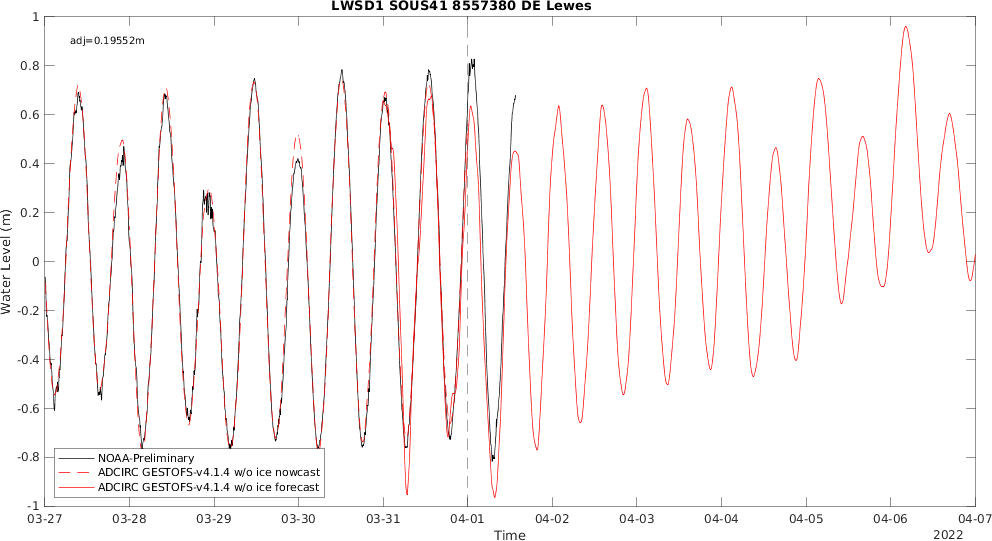 LWSD1 SOUS41 8557380 DE Lewes
adj=0.19552m
1
0.8
0.6
0.4
0.2
0
-0.2
-0.4
-0.6
-0.8
-1
Water Level (m)
NOAA-Preliminary
ADCIRC GESTOFS-v4.1.4 w/o ice nowcast
ADCIRC GESTOFS-v4.1.4 w/o ice forecast
03-27 03-28 03-29 03-30 03-31 04-01 04-02 04-03 04-04 04-05 04-06 04-07
Time
2022